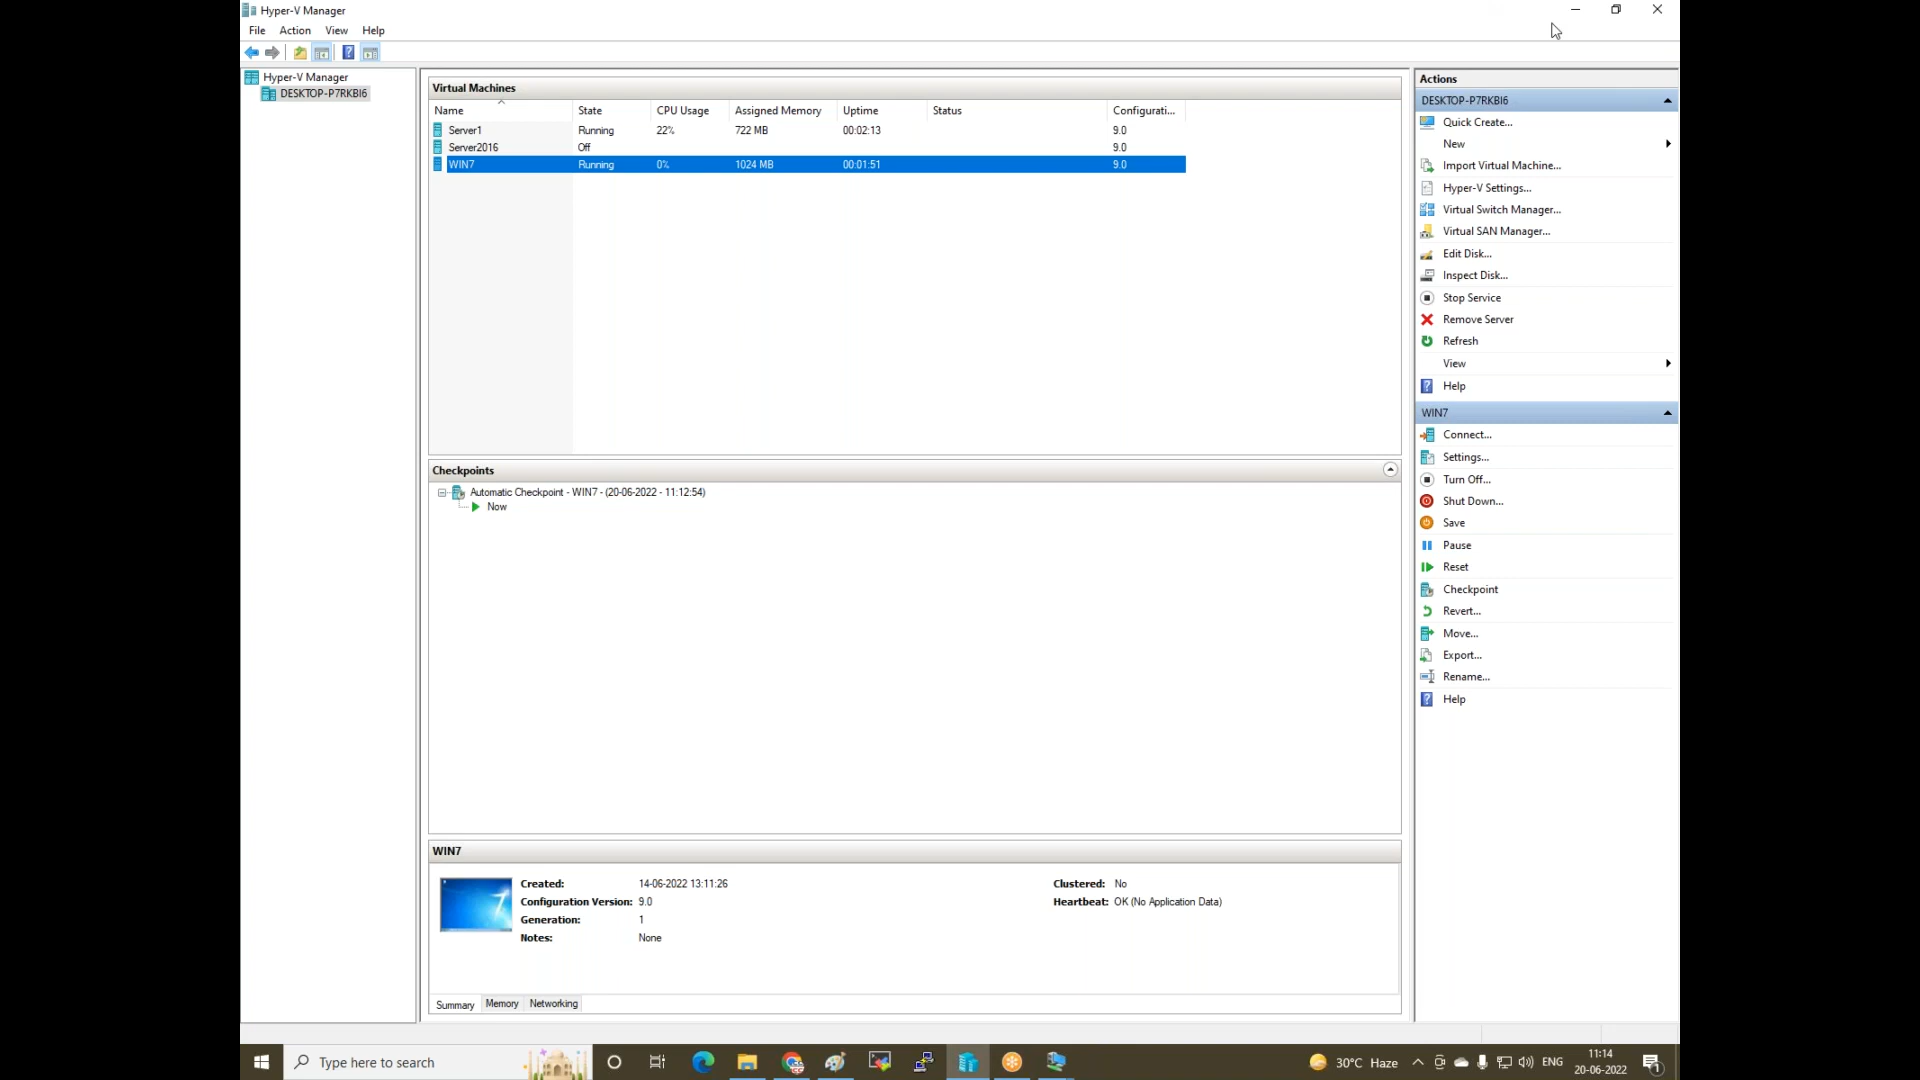 Hyper-V Manager
File Action View Help
Hyper-V Manager
DESKTOP-P7RKBI6
Virtual Machines
Name State CPU Usage Assigned Memory Uptime Status Configurati...
Server1 Running 22% 722 MB 00:02:13 9.0
Server2016 Off 9.0
WIN7 Running 0% 1024 MB 00:01:51 9.0
Checkpoints
Automatic Checkpoint - WIN7 - (20-06-2022 - 11:12:54)
Now
WIN7
Created: 14-06-2022 13:11:26 Clustered: No
Configuration Version: 9.0 Heartbeat: OK (No Application Data)
Generation: 1
Notes: None
Summary Memory Networking
Actions
DESKTOP-P7RKBI6
Quick Create...
New
Import Virtual Machine...
Hyper-V Settings...
Virtual Switch Manager...
Virtual SAN Manager...
Edit Disk...
Inspect Disk...
Stop Service
Remove Server
Refresh
View
Help
WIN7
Connect...
Settings...
Turn Off...
Shut Down...
Save
Pause
Reset
Checkpoint
Revert...
Move...
Export...
Rename...
Help
Type here to search
30°C Haze
ENG
11:14
20-06-2022
1